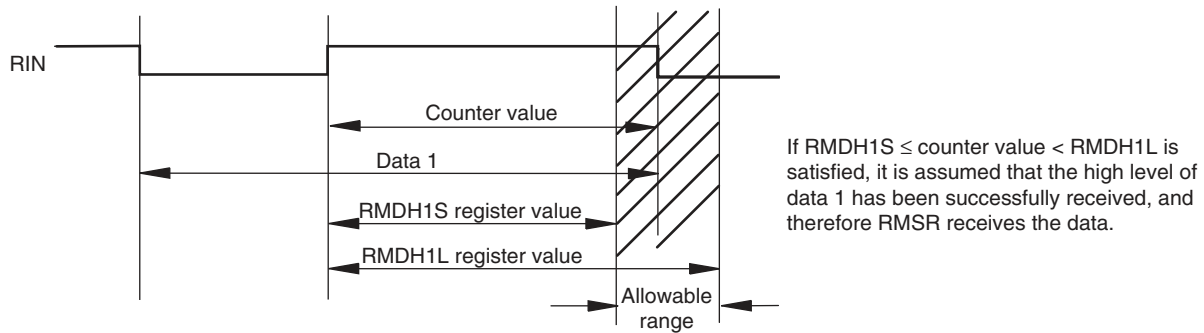 RIN
Counter value
Data 1
RMDH1S register value
RMDH1L register value
Allowable
range
If RMDH1S ≤ counter value < RMDH1L is
satisfied, it is assumed that the high level of
data 1 has been successfully received, and
therefore RMSR receives the data.